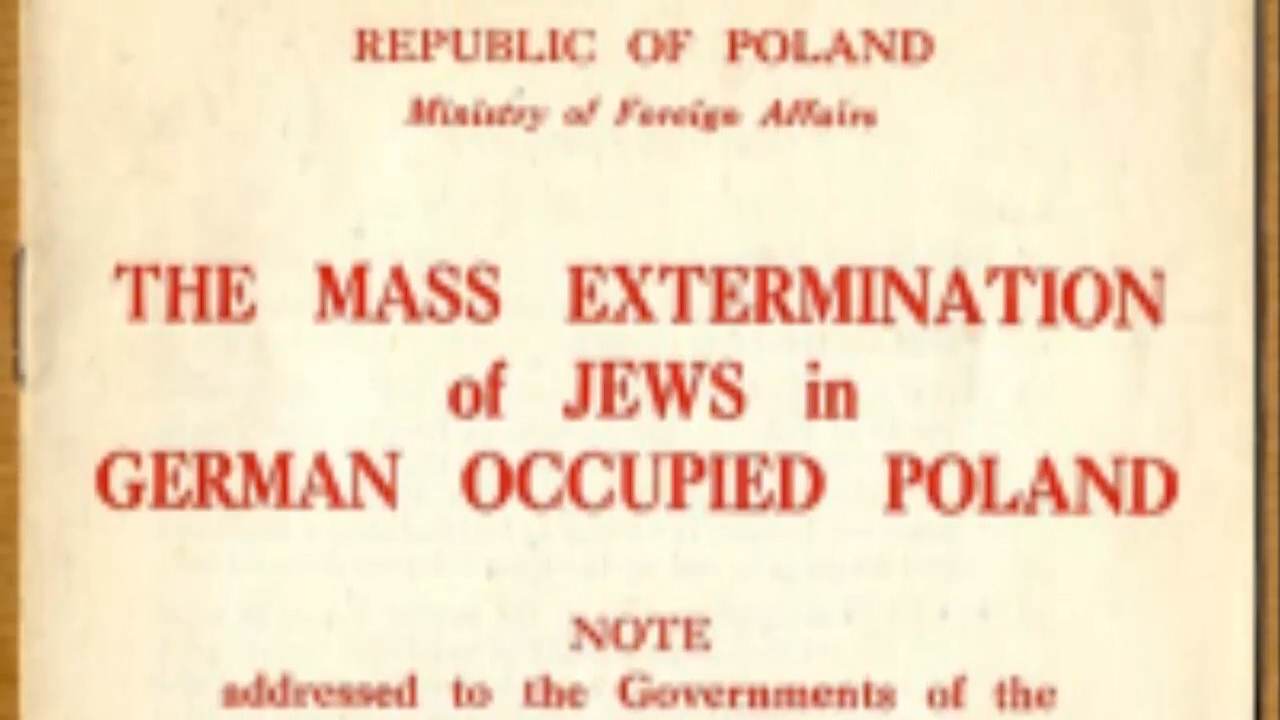 REPUBLIC OF POLAND
Ministry of Foreign Affairs
THE MASS EXTERMINATION
of JEWS in
GERMAN OCCUPIED POLAND
NOTE
addressed to the Governments of the